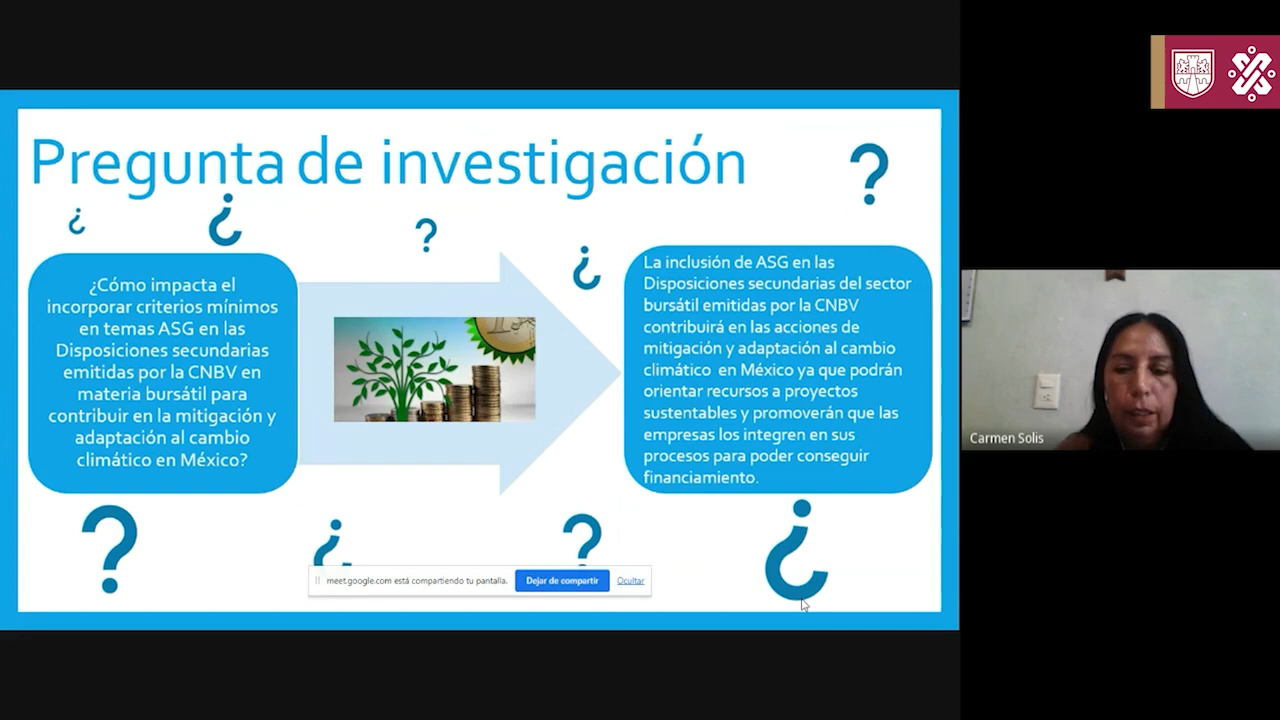 Pregunta de investigación
¿Cómo impacta el
incorporar criterios mínimos
en temas ASG en las
Disposiciones secundarias
emitidas por la CNBV en
materia bursátil para
contribuir en la mitigación y
adaptación al cambio
climático en México?
La inclusión de ASG en las
Disposiciones secundarias del sector
bursátil emitidas por la CNBV
contribuirá en las acciones de
mitigación y adaptación al cambio
climático en México ya que podrán
orientar recursos a proyectos
sustentables y promoverán que las
empresas los integren en sus
procesos para poder conseguir
financiamiento.
¿ ¿ ? ¿ ?
? ¿ ? ¿
meet.google.com está compartiendo tu pantalla. Dejar de compartir Ocultar
Carmen Solis